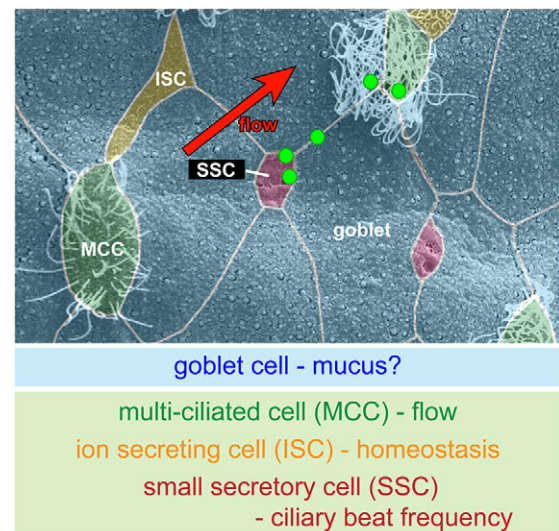 ISC
flow
SSC
MCC
goblet
goblet cell - mucus?
multi-ciliated cell (MCC) - flow
ion secreting cell (ISC) - homeostasis
small secretory cell (SSC)
- ciliary beat frequency